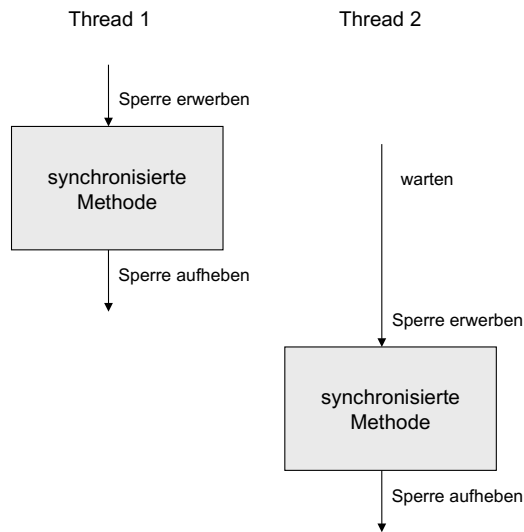 Thread 1
Thread 2
Sperre erwerben
synchronisierte
Methode
Sperre aufheben
warten
Sperre erwerben
synchronisierte
Methode
Sperre aufheben